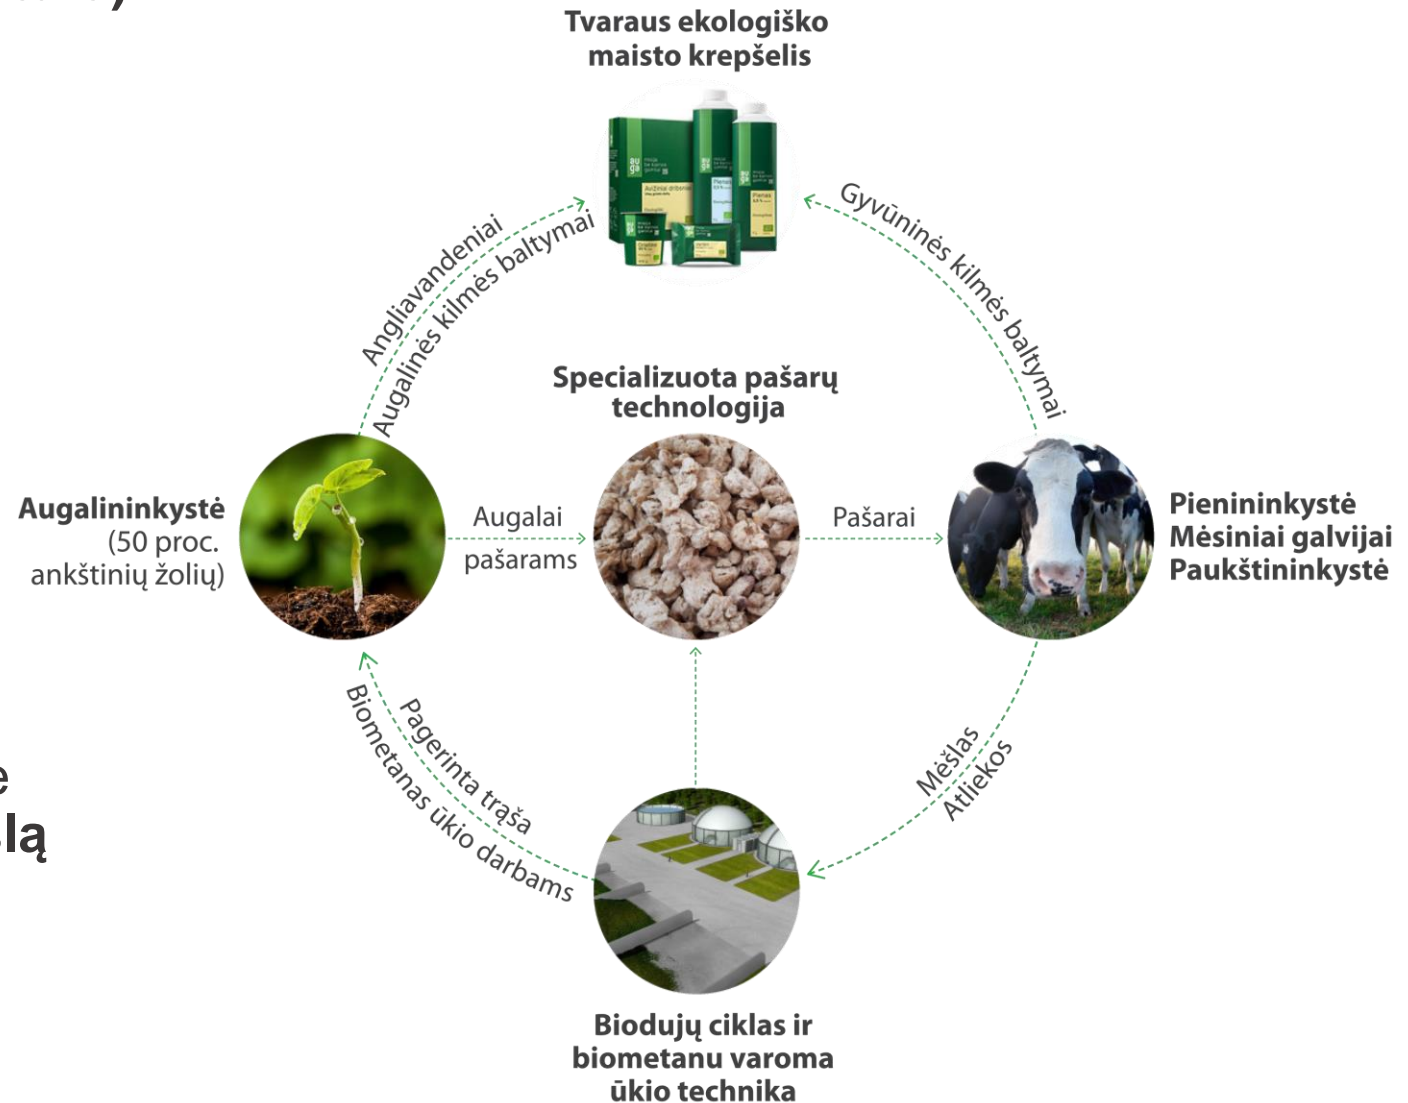 Tvaraus ekologiško
maisto krepšelis
Angliavandeniai
Augalinės kilmės baltymai
Gyvūninės kilmės baltymai
Specializuota pašarų
technologija
Augalininkystė
(50 proc.
ankštinių žolių)
Augalai
pašarams
Pašarai
Pienininkystė
Mėsiniai galvijai
Paukštininkystė
Pagerinta trąša
Biometanas ūkio darbams
Mėšlas
Atliekos
Biodujų ciklas ir
biometanu varoma
ūkio technika